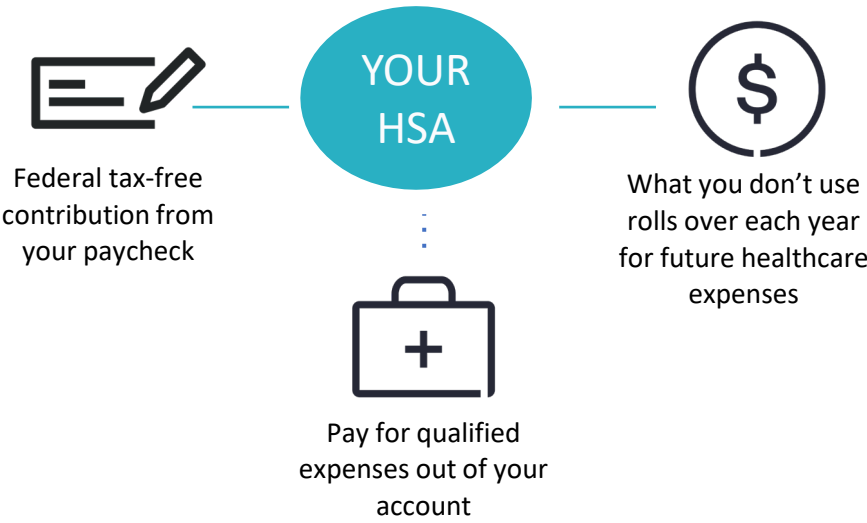 YOUR
HSA
$
Federal tax-free
contribution from
your paycheck
What you don’t use
rolls over each year
for future healthcare
expenses
Pay for qualified
expenses out of your
account